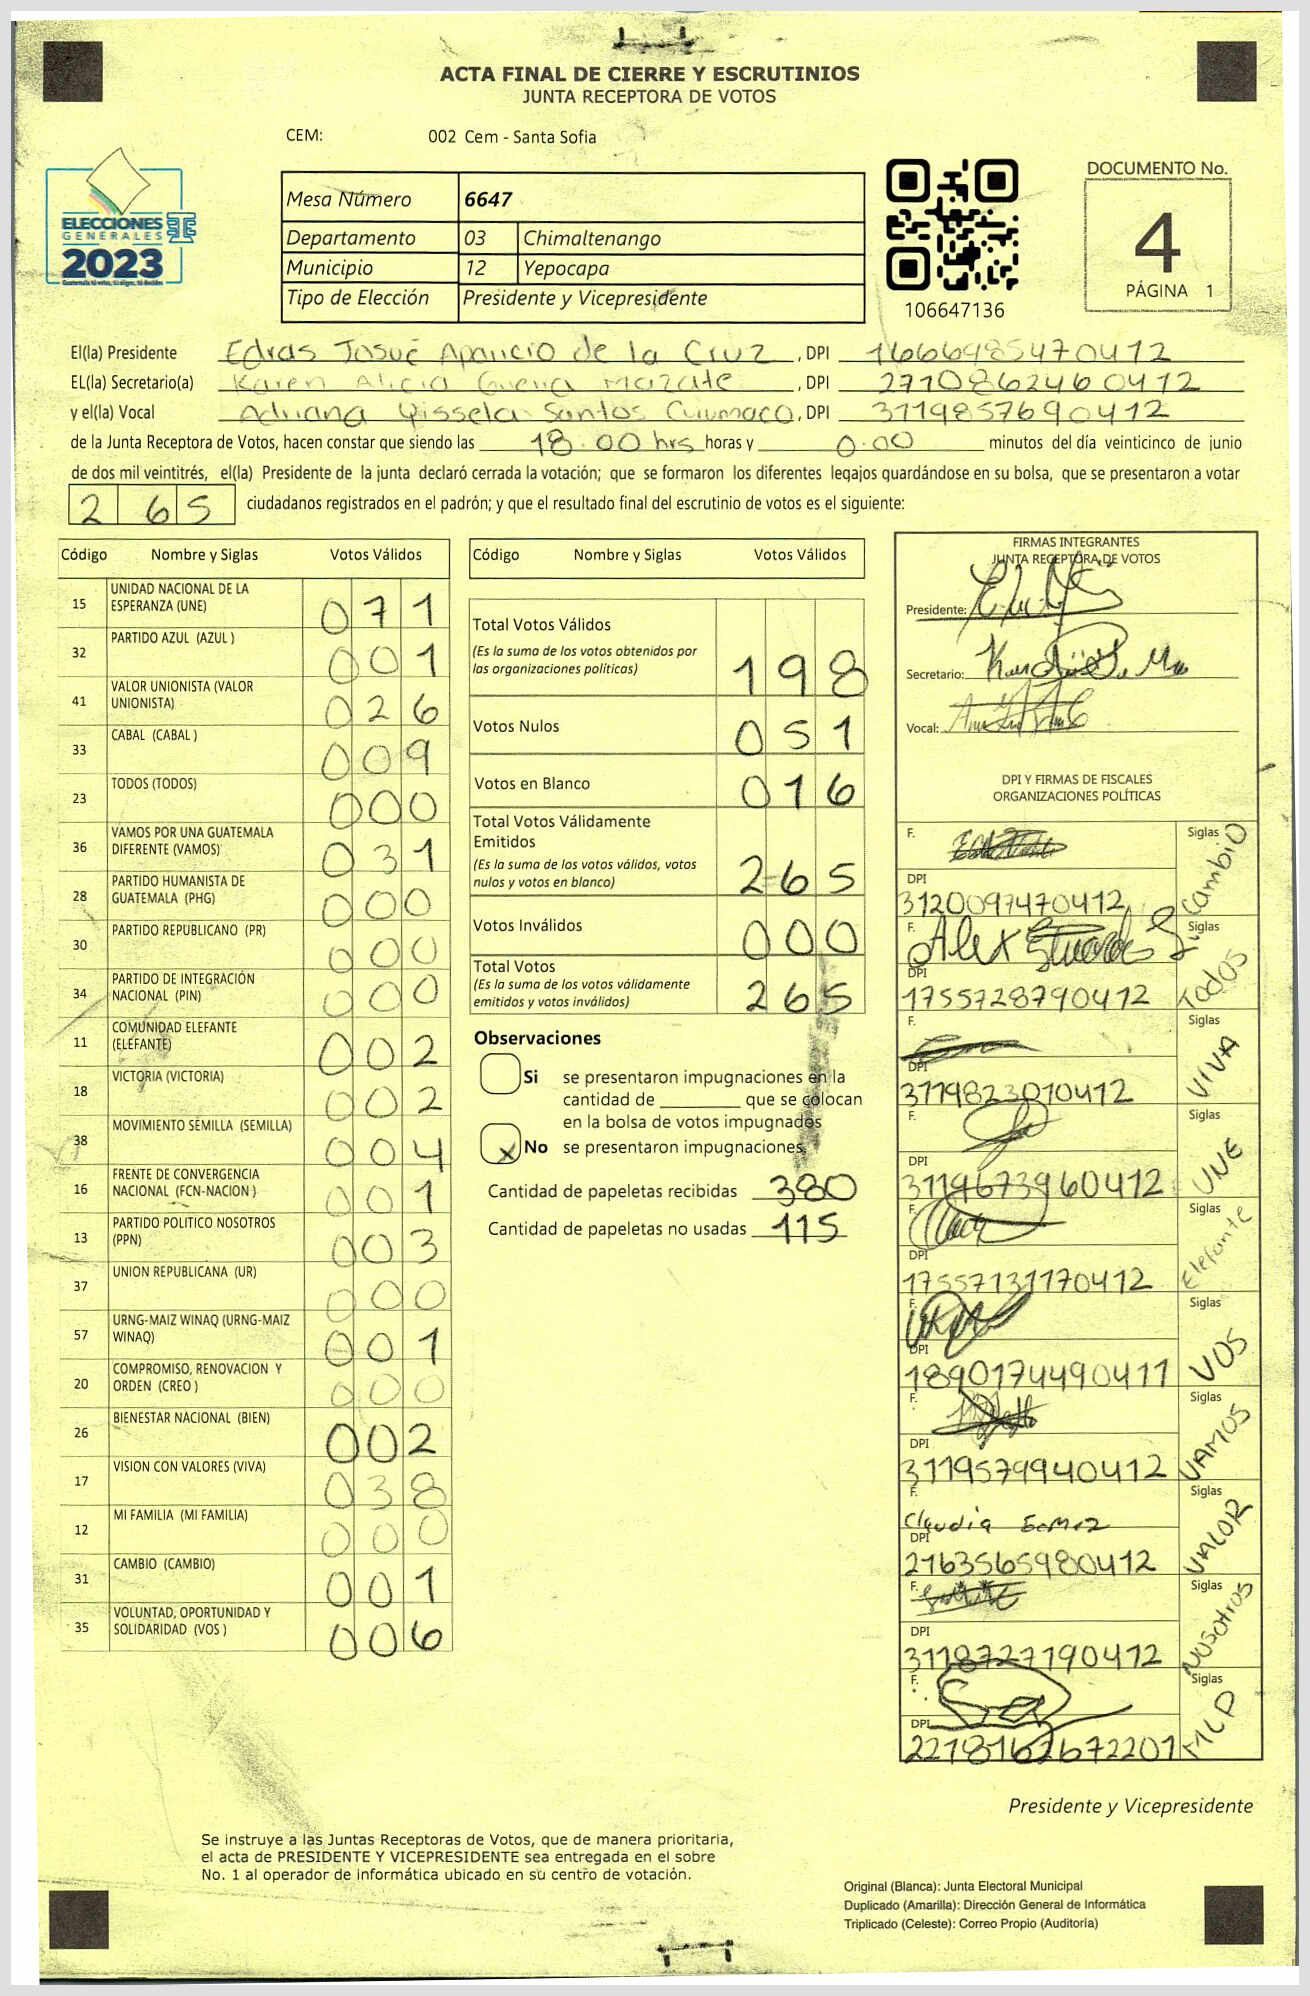 ACTA FINAL DE CIERRE Y ESCRUTINIOS
JUNTA RECEPTORA DE VOTOS
CEM: 002 Cem - Santa Sofia
ELECCIONES
GENERALES
2023
Mesa Número 6647
Departamento 03 Chimaltenango
Municipio 12 Yepocapa
Tipo de Elección Presidente y Vicepresidente
106647136
DOCUMENTO No.
4
PÁGINA 1
El(la) Presidente Edras Josué Aparicio de la Cruz, DPI 1666985470412
EL(la) Secretario(a) Karen Alicia Guerra Mazate, DPI 2710862460412
y el(la) Vocal Adriana Yissela Santos Cuumaco, DPI 3119857690412
de la Junta Receptora de Votos, hacen constar que siendo las 18:00 hrs horas y 0:00 minutos del día veinticinco de junio
de dos mil veintitrés, el(la) Presidente de la junta declaró cerrada la votación; que se formaron los diferentes legajos guardándose en su bolsa, que se presentaron a votar
265 ciudadanos registrados en el padrón; y que el resultado final del escrutinio de votos es el siguiente:
Código Nombre y Siglas Votos Válidos
15 UNIDAD NACIONAL DE LA ESPERANZA (UNE) 071
32 PARTIDO AZUL (AZUL ) 001
41 VALOR UNIONISTA (VALOR UNIONISTA) 026
33 CABAL (CABAL ) 009
23 TODOS (TODOS) 000
36 VAMOS POR UNA GUATEMALA DIFERENTE (VAMOS) 031
28 PARTIDO HUMANISTA DE GUATEMALA (PHG) 000
30 PARTIDO REPUBLICANO (PR) 000
34 PARTIDO DE INTEGRACIÓN NACIONAL (PIN) 000
11 COMUNIDAD ELEFANTE (ELEFANTE) 002
18 VICTORIA (VICTORIA) 002
38 MOVIMIENTO SEMILLA (SEMILLA) 004
16 FRENTE DE CONVERGENCIA NACIONAL (FCN-NACION ) 001
13 PARTIDO POLITICO NOSOTROS (PPN) 003
37 UNION REPUBLICANA (UR) 000
57 URNG-MAIZ WINAQ (URNG-MAIZ WINAQ) 001
20 COMPROMISO, RENOVACION Y ORDEN (CREO ) 000
26 BIENESTAR NACIONAL (BIEN) 002
17 VISION CON VALORES (VIVA) 038
12 MI FAMILIA (MI FAMILIA) 000
31 CAMBIO (CAMBIO) 001
35 VOLUNTAD, OPORTUNIDAD Y SOLIDARIDAD (VOS ) 006
Código Nombre y Siglas Votos Válidos
Total Votos Válidos
(Es la suma de los votos obtenidos por
las organizaciones políticas) 198
Votos Nulos 051
Votos en Blanco 016
Total Votos Válidamente
Emitidos
(Es la suma de los votos válidos, votos
nulos y votos en blanco) 265
Votos Inválidos 000
Total Votos
(Es la suma de los votos válidamente
emitidos y votos inválidos) 265
Observaciones
Si se presentaron impugnaciones en la
cantidad de ________ que se colocan
en la bolsa de votos impugnados
x No se presentaron impugnaciones
Cantidad de papeletas recibidas 380
Cantidad de papeletas no usadas 115
FIRMAS INTEGRANTES
JUNTA RECEPTORA DE VOTOS
Presidente:
Secretario:
Vocal:
DPI Y FIRMAS DE FISCALES
ORGANIZACIONES POLÍTICAS
F. Siglas Cambio
DPI
3120097470412
F. Alex Estuardo S. Siglas Todos
DPI
1755728790412
F. Siglas VIVA
DPI
3119823010412
F. Siglas UNE
DPI
3119673960412
F. Siglas Elefante
DPI
1755713170412
F. Siglas VOS
DPI
1890174490411
F. Siglas VAMOS
DPI
3119579940412
F. Claudia Gomez Siglas VALOR
DPI
2163565980412
F. Siglas Nosotros
DPI
3118727190412
F. Siglas MLP
DPI
Presidente y Vicepresidente
Se instruye a las Juntas Receptoras de Votos, que de manera prioritaria,
el acta de PRESIDENTE Y VICEPRESIDENTE sea entregada en el sobre
No. 1 al operador de informática ubicado en su centro de votación.
Original (Blanca): Junta Electoral Municipal
Duplicado (Amarilla): Dirección General de Informática
Triplicado (Celeste): Correo Propio (Auditoría)